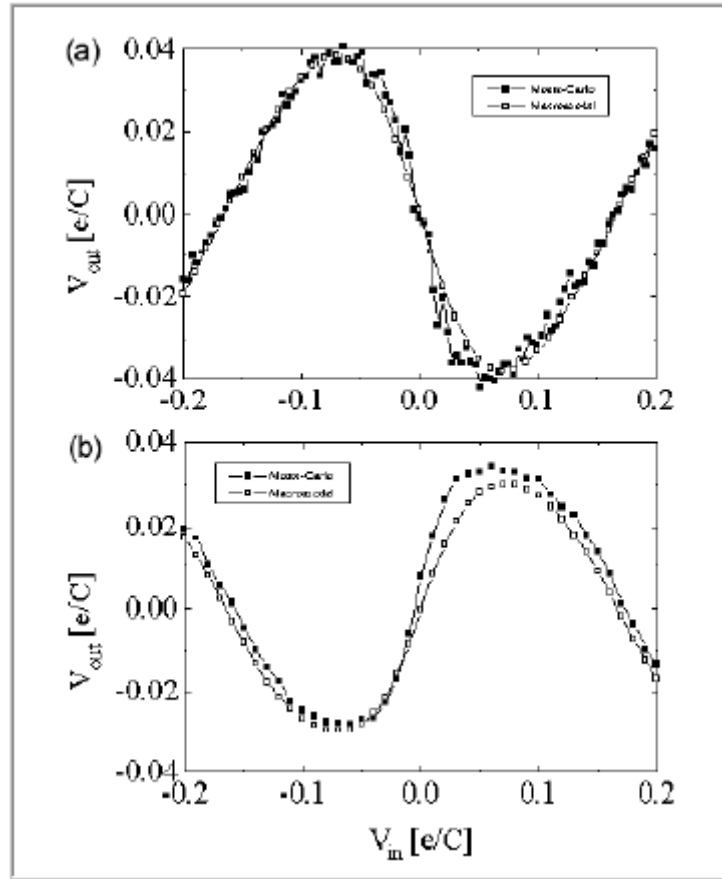 (a)
0.04
0.02
0.00
-0.02
-0.04
V_out [e/C]
Monte-Carlo
Macromodel
-0.2 -0.1 0.0 0.1 0.2
(b)
0.04
0.02
0.00
-0.02
-0.04
V_out [e/C]
Monte-Carlo
Macromodel
-0.2 -0.1 0.0 0.1 0.2
V_in [e/C]